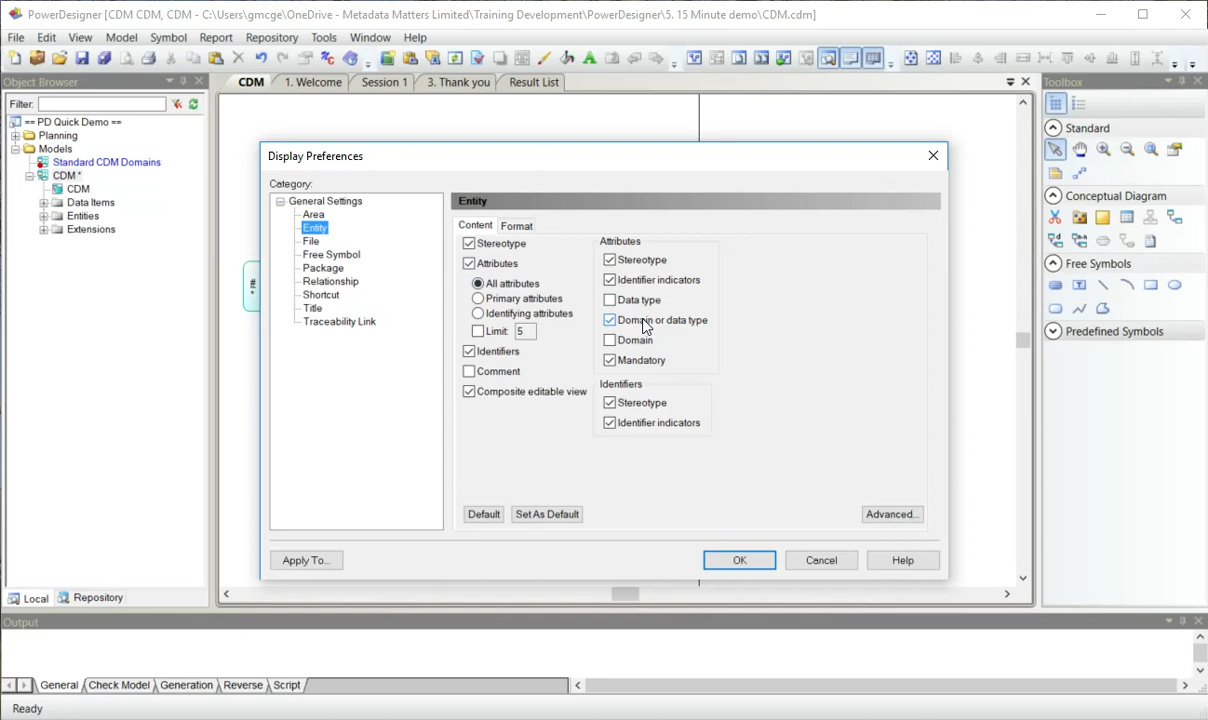 PowerDesigner [CDM CDM, CDM - C:\Users\gmcge\OneDrive - Metadata Matters Limited\Training Development\PowerDesigner\5. 15 Minute demo\CDM.cdm]
File Edit View Model Symbol Report Repository Tools Window Help
Object Browser
Filter:
== PD Quick Demo ==
Planning
Models
Standard CDM Domains
CDM *
CDM
Data Items
Entities
Extensions
Local Repository
CDM 1. Welcome Session 1 3. Thank you Result List
#
*
Display Preferences
Category:
General Settings
Area
Entity
File
Free Symbol
Package
Relationship
Shortcut
Title
Traceability Link
Entity
Content Format
Stereotype
Attributes
All attributes
Primary attributes
Identifying attributes
Limit: 5
Identifiers
Comment
Composite editable view
Attributes
Stereotype
Identifier indicators
Data type
Domain or data type
Domain
Mandatory
Identifiers
Stereotype
Identifier indicators
Default Set As Default Advanced...
Apply To... OK Cancel Help
Toolbox
Standard
Conceptual Diagram
Free Symbols
Predefined Symbols
Output
General Check Model Generation Reverse Script
Ready